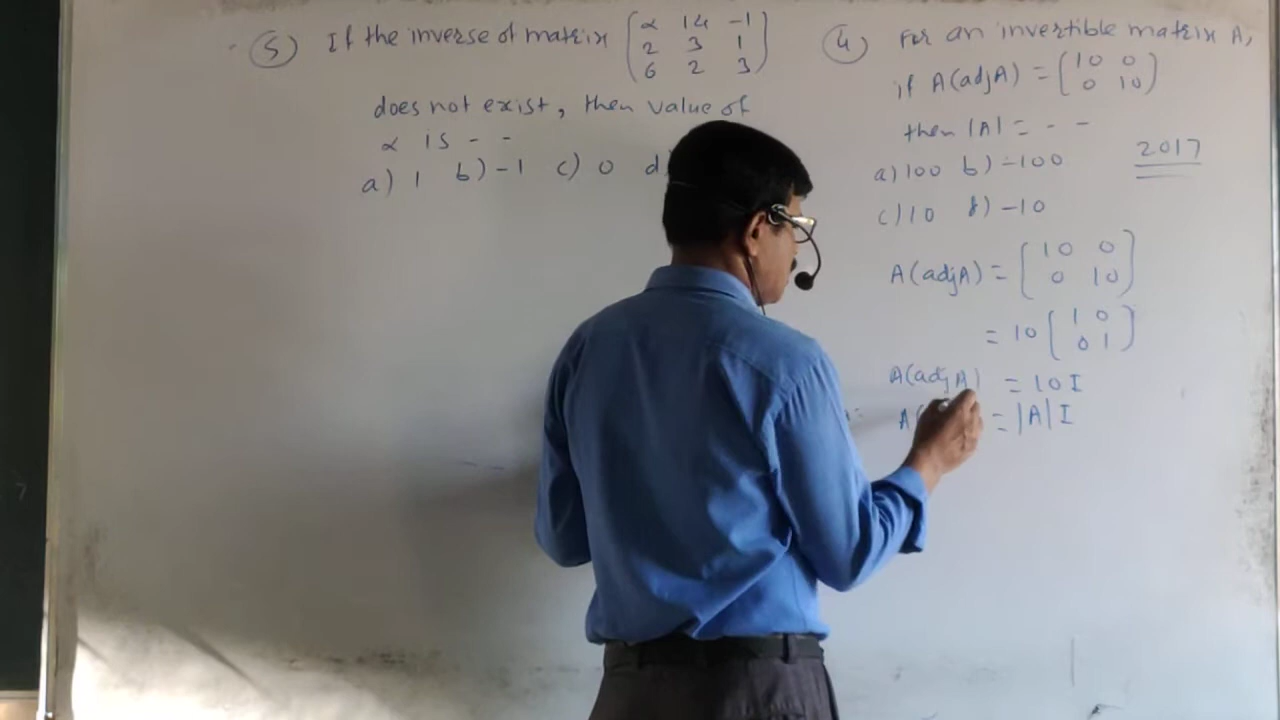 5) If the inverse of matrix [α 14 -1
2 3 1
6 2 3]
does not exist, then value of
α is - -
a) 1 b) -1 c) 0 d)
4) For an invertible matrix A,
if A(adjA) = [10 0
0 10]
then |A| = - - -
2017
a) 100 b) -100
c) 10 d) -10
A(adjA) = [10 0
0 10]
= 10 [1 0
0 1]
A(adjA) = 10 I
A( = |A| I